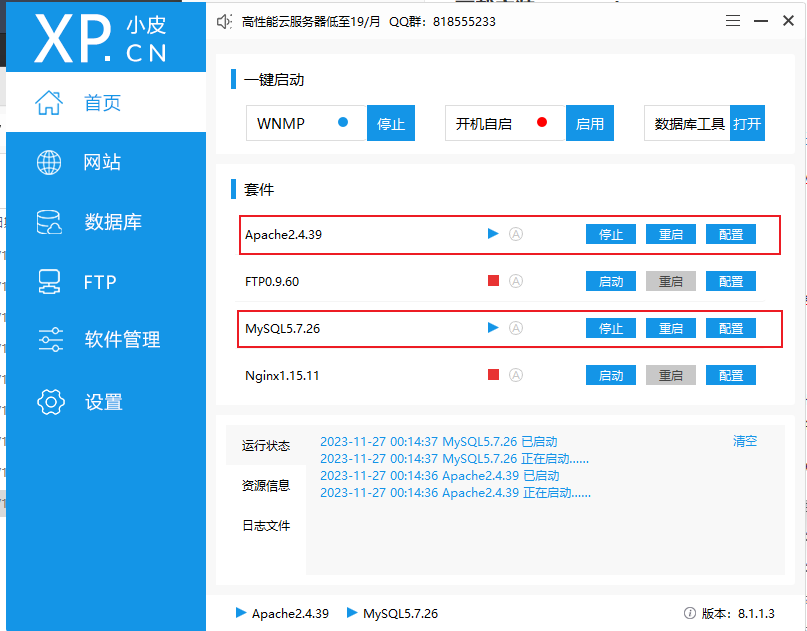 XP.CN 小皮
高性能云服务器低至19/月 QQ群：818555233
首页
网站
数据库
FTP
软件管理
设置
一键启动
WNMP 停止 开机自启 启用 数据库工具 打开
套件
Apache2.4.39 A 停止 重启 配置
FTP0.9.60 A 启动 重启 配置
MySQL5.7.26 A 停止 重启 配置
Nginx1.15.11 A 启动 重启 配置
运行状态
资源信息
日志文件
2023-11-27 00:14:37 MySQL5.7.26 已启动 清空
2023-11-27 00:14:37 MySQL5.7.26 正在启动......
2023-11-27 00:14:36 Apache2.4.39 已启动
2023-11-27 00:14:36 Apache2.4.39 正在启动......
Apache2.4.39 MySQL5.7.26 版本：8.1.1.3